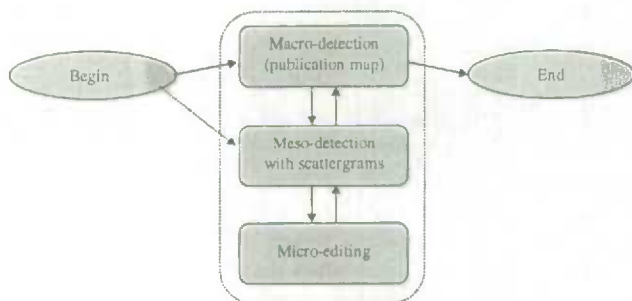 Begin
Macro-detection
(publication map)
End
Meso-detection
with scattergrams
Micro-editing